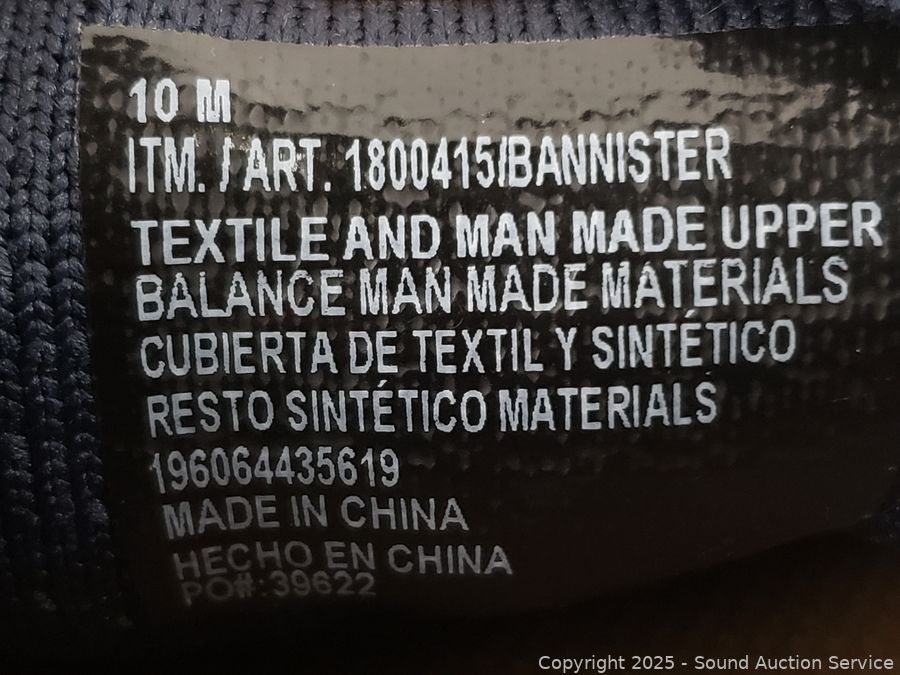 10 M
ITM. / ART. 1800415/BANNISTER
TEXTILE AND MAN MADE UPPER
BALANCE MAN MADE MATERIALS
CUBIERTA DE TEXTIL Y SINTÉTICO
RESTO SINTÉTICO MATERIALS
196064435619
MADE IN CHINA
HECHO EN CHINA
PO#: 39622
Copyright 2025 - Sound Auction Service